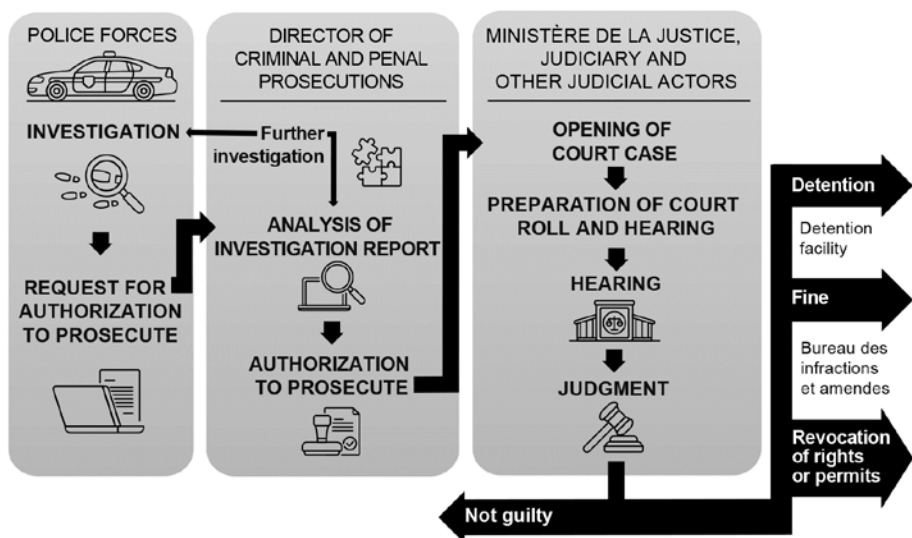 POLICE FORCES
INVESTIGATION
REQUEST FOR
AUTHORIZATION
TO PROSECUTE
DIRECTOR OF
CRIMINAL AND PENAL
PROSECUTIONS
Further
investigation
ANALYSIS OF
INVESTIGATION REPORT
AUTHORIZATION
TO PROSECUTE
MINISTÈRE DE LA JUSTICE,
JUDICIARY AND
OTHER JUDICIAL ACTORS
OPENING OF
COURT CASE
PREPARATION OF COURT
ROLL AND HEARING
HEARING
JUDGMENT
Not guilty
Detention
Detention
facility
Fine
Bureau des
infractions
et amendes
Revocation
of rights
or permits